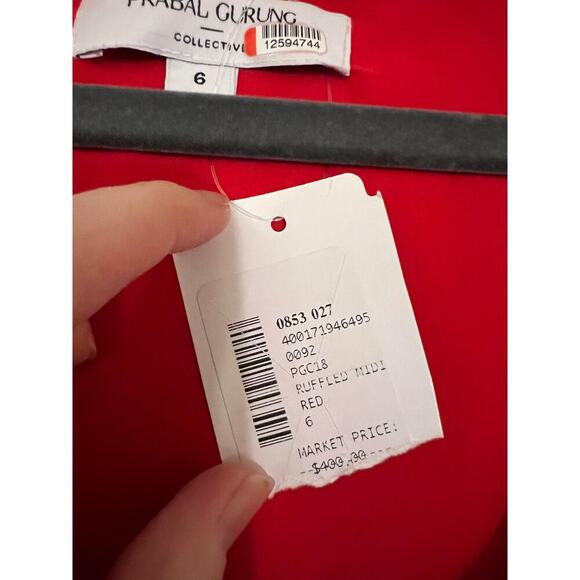 PRABAL GURUNG
COLLECTIVE
12594744
6
0853 027
400171946495
0092
PGC18
RUFFLED MIDI
RED
6
MARKET PRICE:
--$400.00---